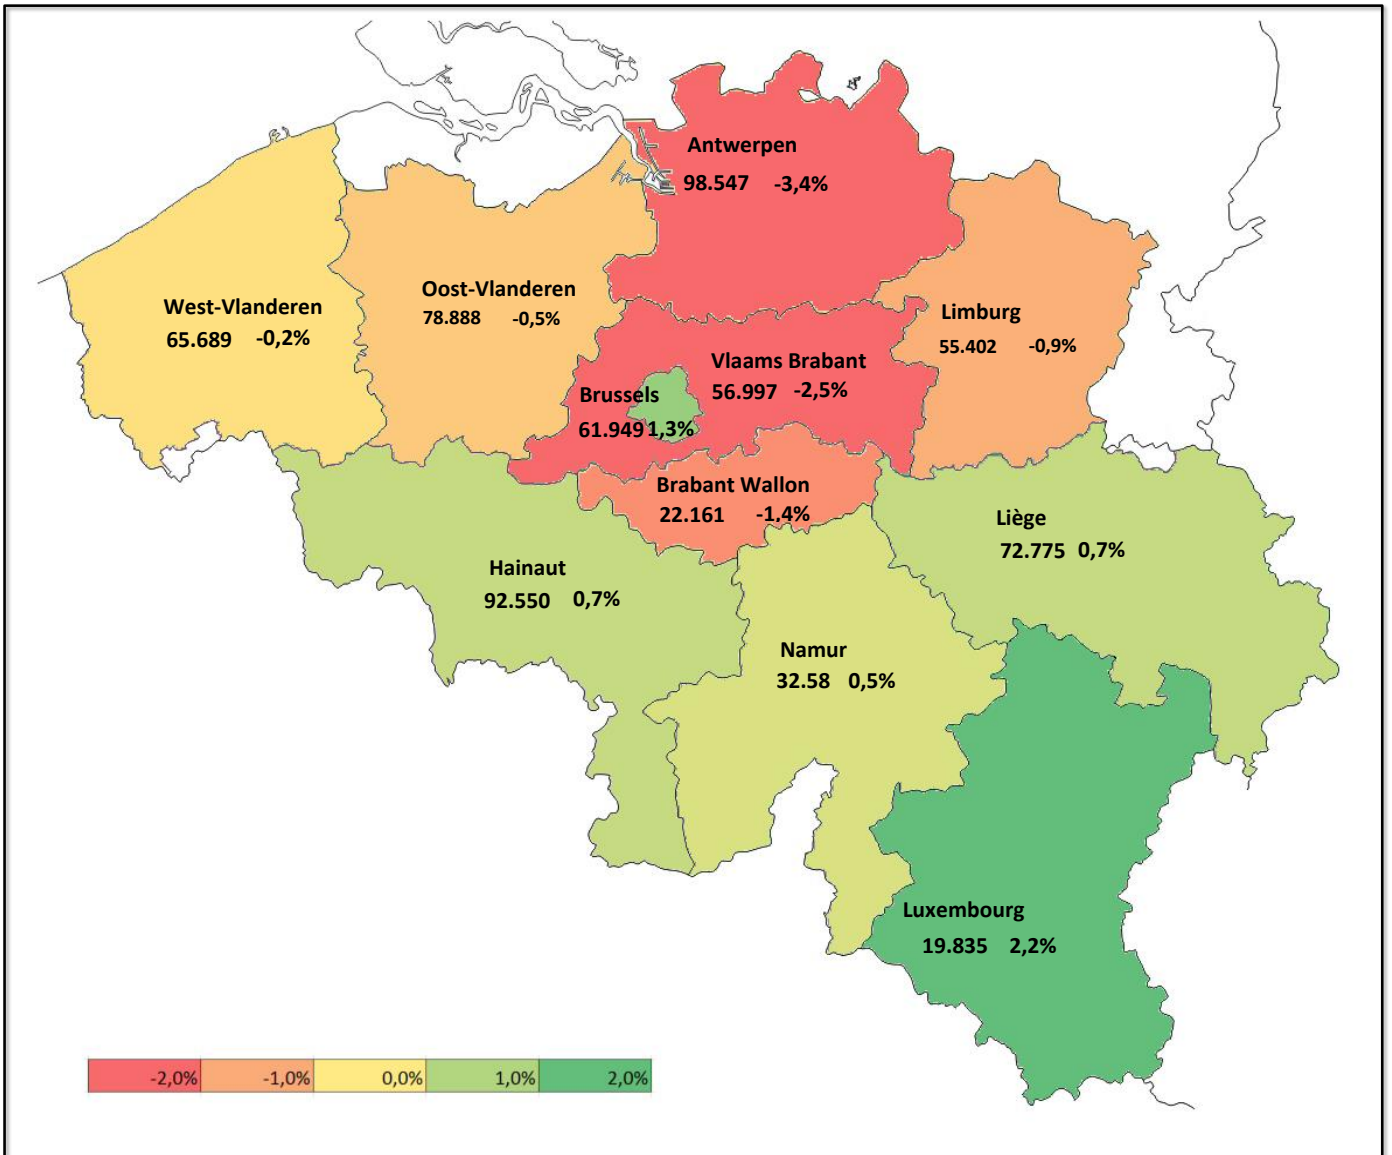 Antwerpen
98.547 -3,4%
West-Vlanderen
65.689 -0,2%
Oost-Vlanderen
78.888 -0,5%
Limburg
55.402 -0,9%
Vlaams Brabant
56.997 -2,5%
Brussels
61.949 1,3%
Brabant Wallon
22.161 -1,4%
Liège
72.775 0,7%
Hainaut
92.550 0,7%
Namur
32.58 0,5%
Luxembourg
19.835 2,2%
-2,0% -1,0% 0,0% 1,0% 2,0%